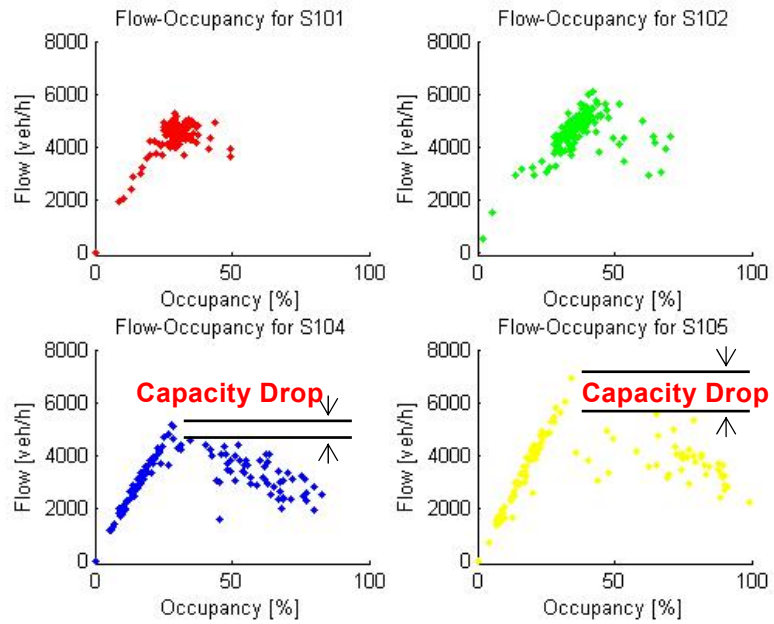 Flow-Occupancy for S101
8000
6000
4000
2000
0
Flow [veh/h]
0
50
100
Occupancy [%]
Flow-Occupancy for S102
8000
6000
4000
2000
0
Flow [veh/h]
0
50
100
Occupancy [%]
Flow-Occupancy for S104
8000
6000
4000
2000
0
Flow [veh/h]
Capacity Drop
0
50
100
Occupancy [%]
Flow-Occupancy for S105
8000
6000
4000
2000
0
Flow [veh/h]
Capacity Drop
0
50
100
Occupancy [%]